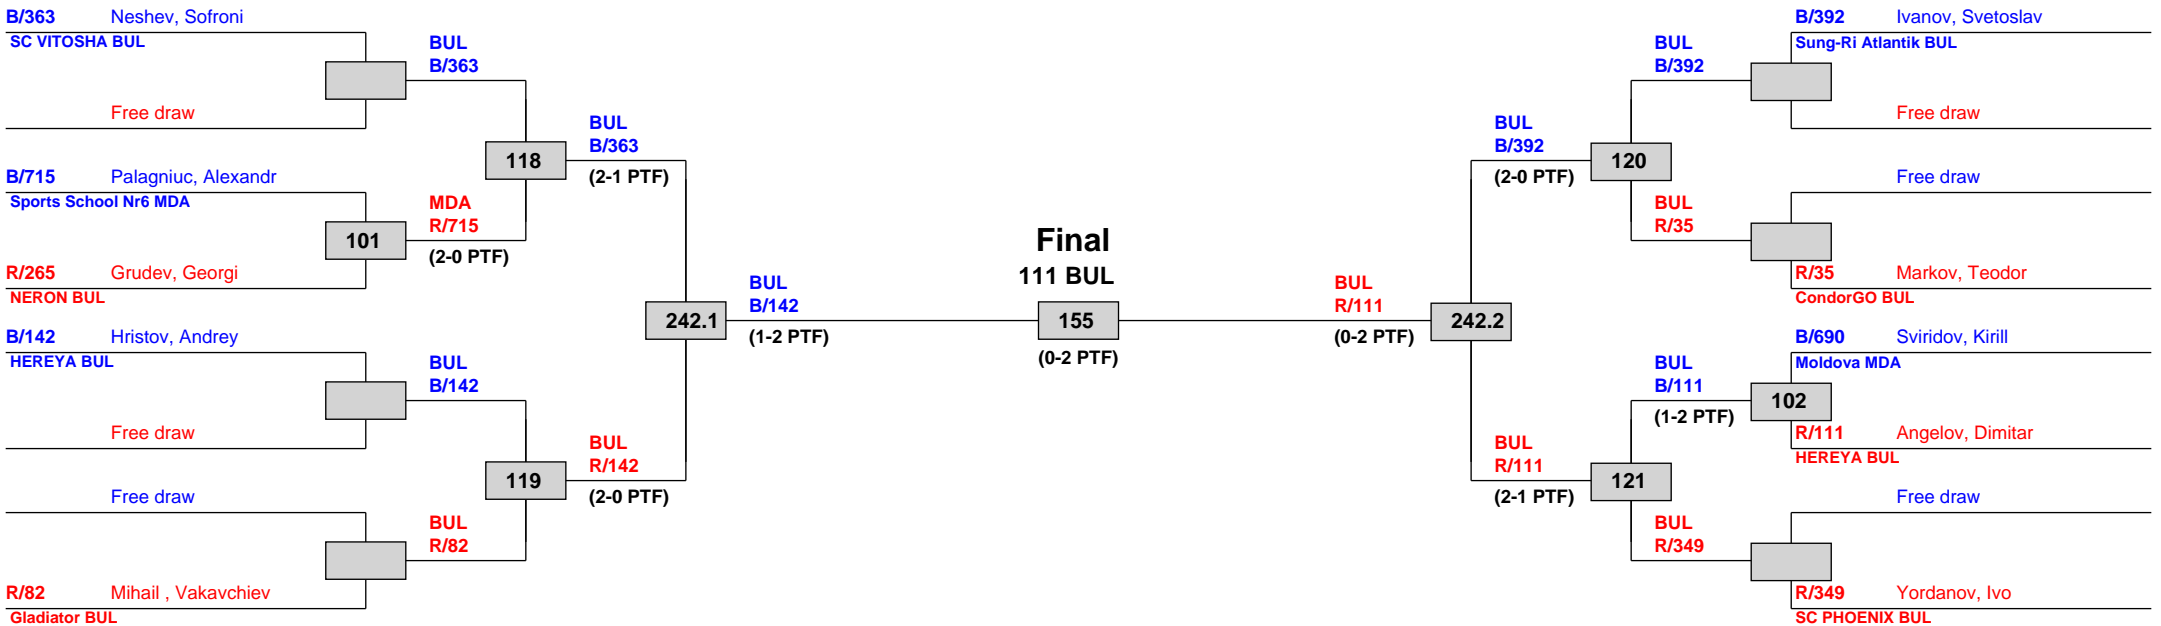 B/363 Neshev, Sofroni
SC VITOSHA BUL
Free draw
B/715 Palagniuc, Alexandr
Sports School Nr6 MDA
R/265 Grudev, Georgi
NERON BUL
B/142 Hristov, Andrey
HEREYA BUL
Free draw
Free draw
R/82 Mihail , Vakavchiev
Gladiator BUL
101
BUL
B/363
MDA
R/715
(2-0 PTF)
BUL
B/142
BUL
R/82
118
119
BUL
B/363
(2-1 PTF)
BUL
R/142
(2-0 PTF)
242.1
BUL
B/142
(1-2 PTF)
Final
111 BUL
155
(0-2 PTF)
BUL
R/111
(0-2 PTF)
242.2
BUL
B/392
(2-0 PTF)
BUL
R/111
(2-1 PTF)
120
121
BUL
B/392
BUL
R/35
BUL
B/111
(1-2 PTF)
BUL
R/349
102
B/392 Ivanov, Svetoslav
Sung-Ri Atlantik BUL
Free draw
Free draw
R/35 Markov, Teodor
CondorGO BUL
B/690 Sviridov, Kirill
Moldova MDA
R/111 Angelov, Dimitar
HEREYA BUL
Free draw
R/349 Yordanov, Ivo
SC PHOENIX BUL